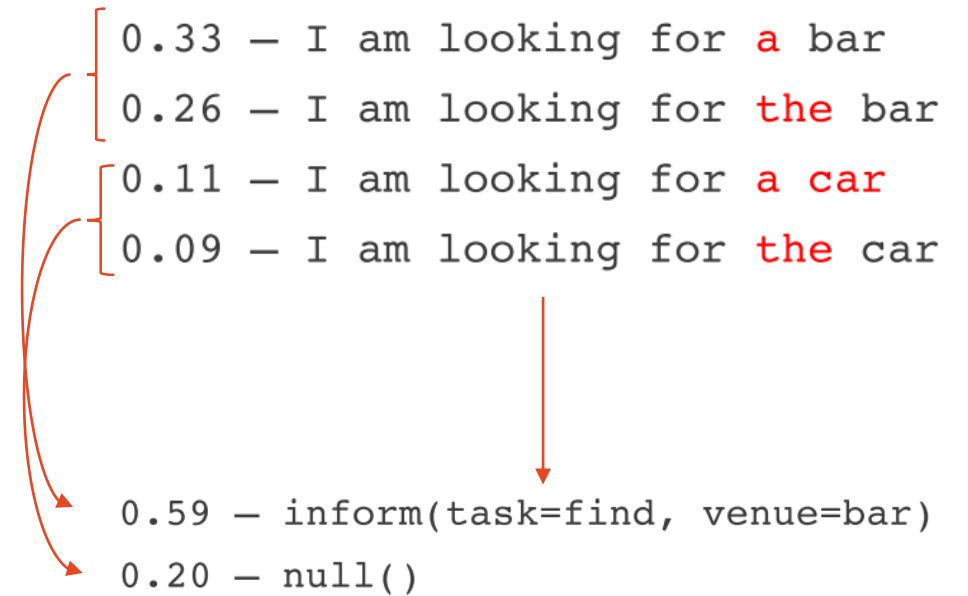 0.33 – I am looking for a bar
0.26 – I am looking for the bar
0.11 – I am looking for a car
0.09 – I am looking for the car
0.59 – inform(task=find, venue=bar)
0.20 – null()